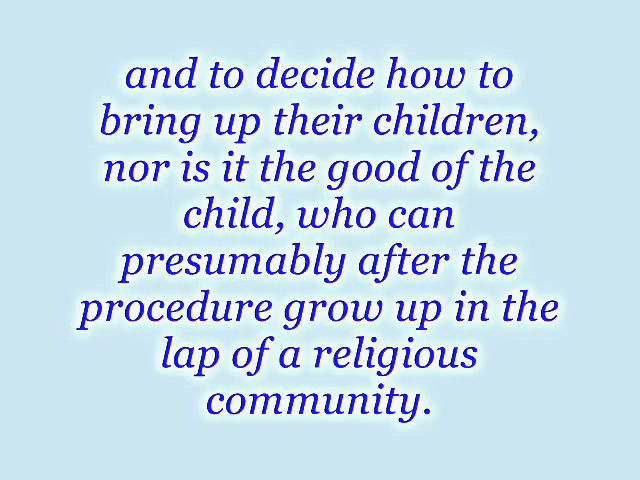 and to decide how to
bring up their children,
nor is it the good of the
child, who can
presumably after the
procedure grow up in the
lap of a religious
community.